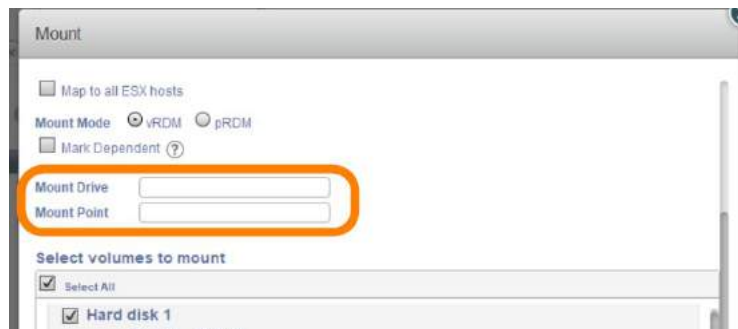 Mount
Map to all ESX hosts
Mount Mode vRDM pRDM
Mark Dependent ?
Mount Drive
Mount Point
Select volumes to mount
Select All
Hard disk 1